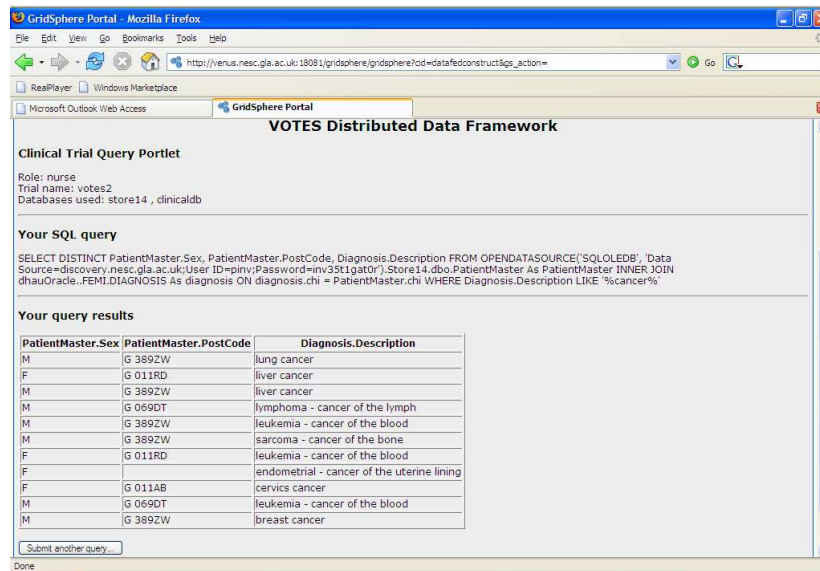 GridSphere Portal - Mozilla Firefox
File Edit View Go Bookmarks Tools Help
http://venus.nesc.gla.ac.uk:18081/gridsphere/gridsphere?cid=datafedconstruct&gs_action=
Go
RealPlayer Windows Marketplace
Microsoft Outlook Web Access GridSphere Portal
VOTES Distributed Data Framework
Clinical Trial Query Portlet
Role: nurse
Trial name: votes2
Databases used: store14 , clinicaldb
Your SQL query
SELECT DISTINCT PatientMaster.Sex, PatientMaster.PostCode, Diagnosis.Description FROM OPENDATASOURCE('SQLOLEDB', 'Data
Source=discovery.nesc.gla.ac.uk;User ID=pinv;Password=inv35t1gat0r').Store14.dbo.PatientMaster As PatientMaster INNER JOIN
dhauOracle..FEMI.DIAGNOSIS As diagnosis ON diagnosis.chi = PatientMaster.chi WHERE Diagnosis.Description LIKE '%cancer%'
Your query results
PatientMaster.Sex PatientMaster.PostCode Diagnosis.Description
M G 389ZW lung cancer
F G 011RD liver cancer
M G 389ZW liver cancer
M G 069DT lymphoma - cancer of the lymph
M G 389ZW leukemia - cancer of the blood
M G 389ZW sarcoma - cancer of the bone
F G 011RD leukemia - cancer of the blood
F endometrial - cancer of the uterine lining
F G 011AB cervics cancer
M G 069DT leukemia - cancer of the blood
M G 389ZW breast cancer
Submit another query...
Done